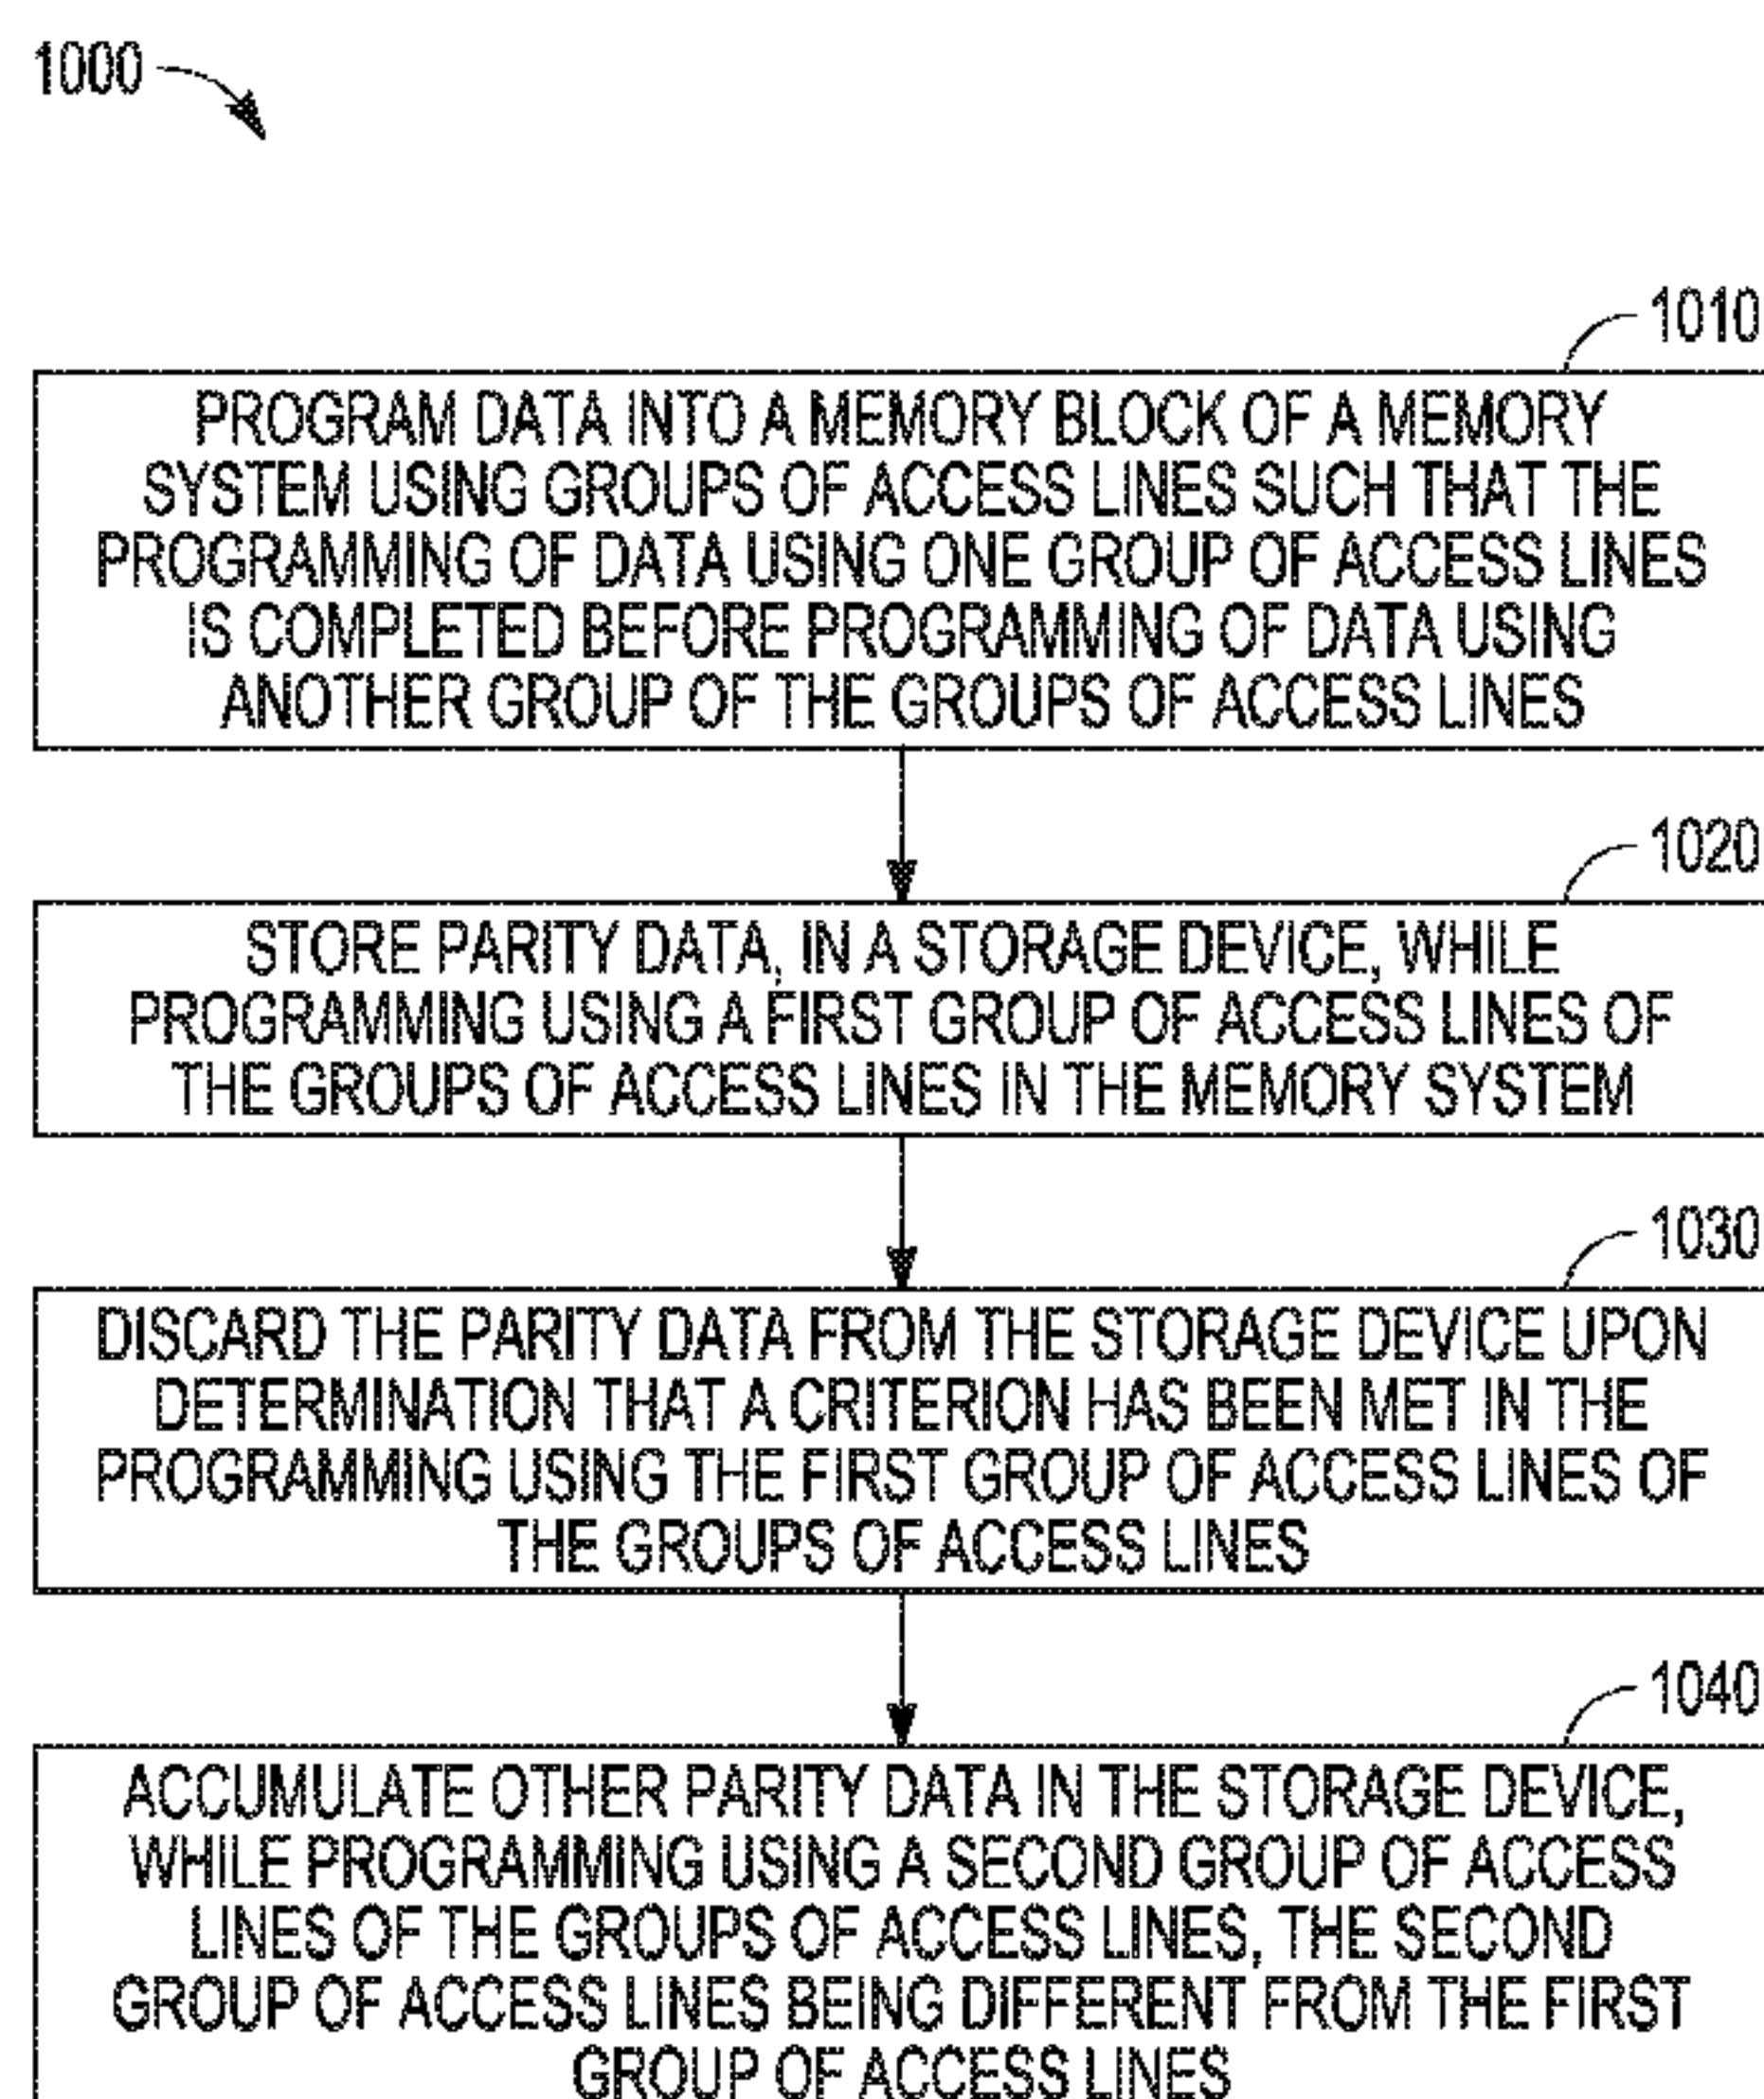 1000
1010
PROGRAM DATA INTO A MEMORY BLOCK OF A MEMORY
SYSTEM USING GROUPS OF ACCESS LINES SUCH THAT THE
PROGRAMMING OF DATA USING ONE GROUP OF ACCESS LINES
IS COMPLETED BEFORE PROGRAMMING OF DATA USING
ANOTHER GROUP OF THE GROUPS OF ACCESS LINES
1020
STORE PARITY DATA, IN A STORAGE DEVICE, WHILE
PROGRAMMING USING A FIRST GROUP OF ACCESS LINES OF
THE GROUPS OF ACCESS LINES IN THE MEMORY SYSTEM
1030
DISCARD THE PARITY DATA FROM THE STORAGE DEVICE UPON
DETERMINATION THAT A CRITERION HAS BEEN MET IN THE
PROGRAMMING USING THE FIRST GROUP OF ACCESS LINES OF
THE GROUPS OF ACCESS LINES
1040
ACCUMULATE OTHER PARITY DATA IN THE STORAGE DEVICE,
WHILE PROGRAMMING USING A SECOND GROUP OF ACCESS
LINES OF THE GROUPS OF ACCESS LINES, THE SECOND
GROUP OF ACCESS LINES BEING DIFFERENT FROM THE FIRST
GROUP OF ACCESS LINES